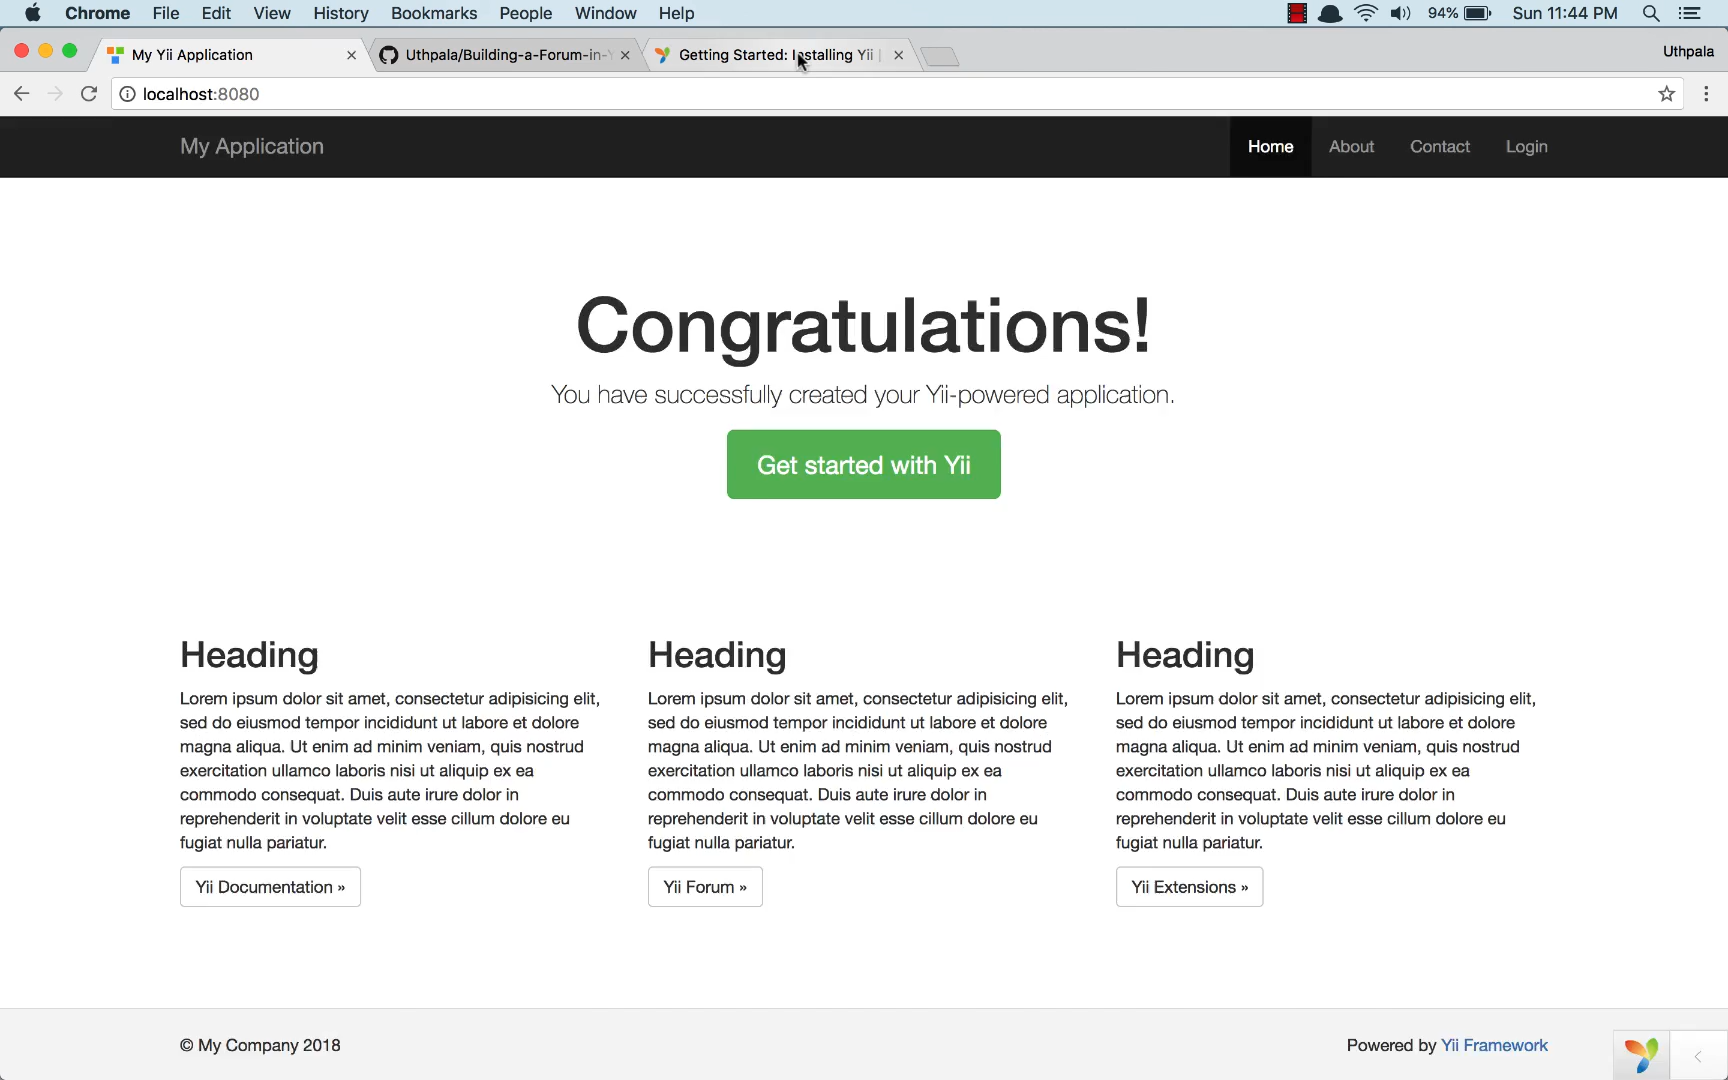 Chrome File Edit View History Bookmarks People Window Help 94% Sun 11:44 PM
My Yii Application Uthpala/Building-a-Forum-in- Getting Started: Installing Yii | Uthpala
localhost:8080
My Application Home About Contact Login
Congratulations!
You have successfully created your Yii-powered application.
Get started with Yii
Heading
Lorem ipsum dolor sit amet, consectetur adipisicing elit,
sed do eiusmod tempor incididunt ut labore et dolore
magna aliqua. Ut enim ad minim veniam, quis nostrud
exercitation ullamco laboris nisi ut aliquip ex ea
commodo consequat. Duis aute irure dolor in
reprehenderit in voluptate velit esse cillum dolore eu
fugiat nulla pariatur.
Yii Documentation »
Heading
Lorem ipsum dolor sit amet, consectetur adipisicing elit,
sed do eiusmod tempor incididunt ut labore et dolore
magna aliqua. Ut enim ad minim veniam, quis nostrud
exercitation ullamco laboris nisi ut aliquip ex ea
commodo consequat. Duis aute irure dolor in
reprehenderit in voluptate velit esse cillum dolore eu
fugiat nulla pariatur.
Yii Forum »
Heading
Lorem ipsum dolor sit amet, consectetur adipisicing elit,
sed do eiusmod tempor incididunt ut labore et dolore
magna aliqua. Ut enim ad minim veniam, quis nostrud
exercitation ullamco laboris nisi ut aliquip ex ea
commodo consequat. Duis aute irure dolor in
reprehenderit in voluptate velit esse cillum dolore eu
fugiat nulla pariatur.
Yii Extensions »
© My Company 2018 Powered by Yii Framework